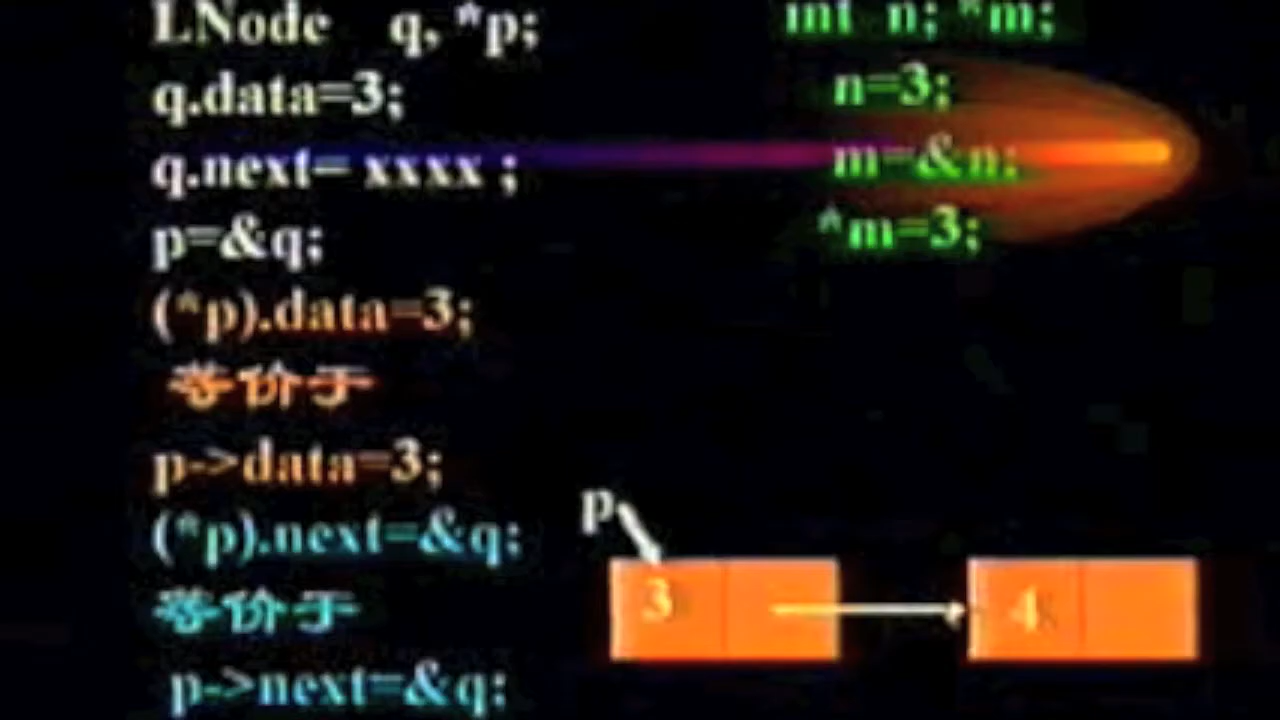 LNode q, *p;
q.data=3;
q.next= xxxx ;
p=&q;
(*p).data=3;
等价于
p->data=3;
(*p).next=&q;
等价于
p->next=&q;
int n; *m;
n=3;
m=&n;
*m=3;
p
3
4